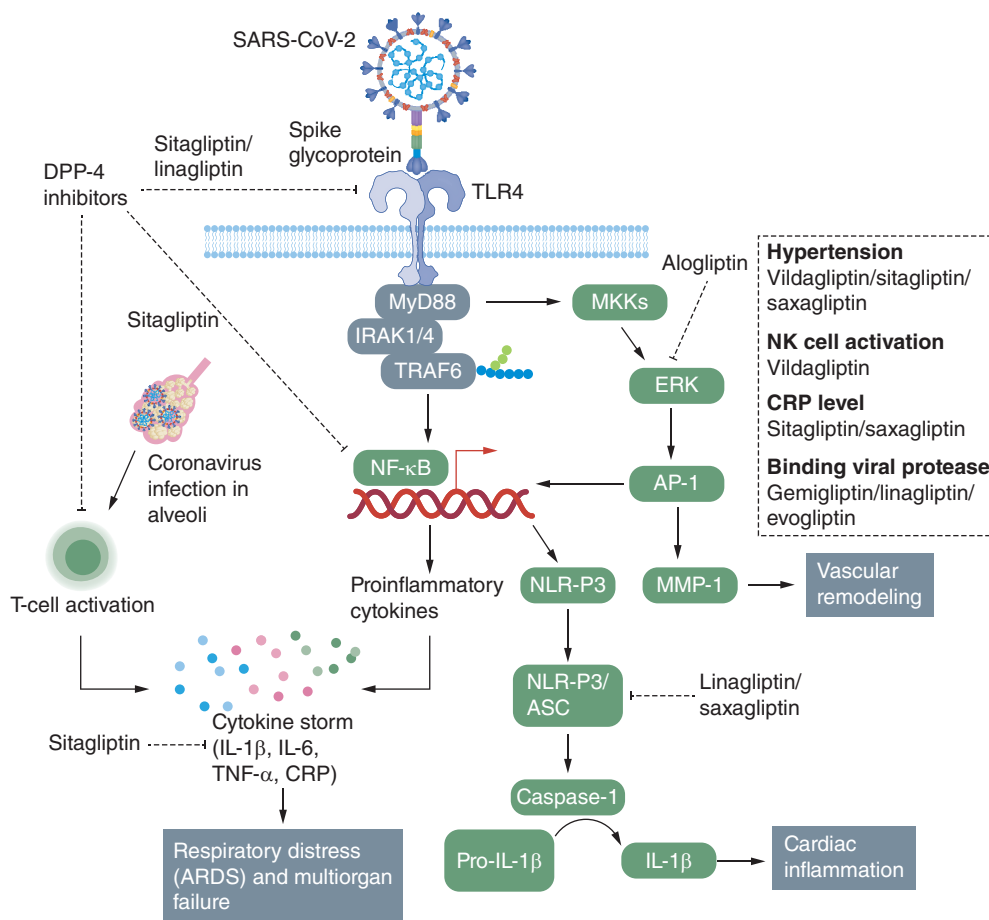 SARS-CoV-2
Spike
glycoprotein
Sitagliptin/
linagliptin
DPP-4
inhibitors
TLR4
Alogliptin
Hypertension
Vildagliptin/sitagliptin/
saxagliptin
NK cell activation
Vildagliptin
CRP level
Sitagliptin/saxagliptin
Binding viral protease
Gemigliptin/linagliptin/
evogliptin
MyD88
IRAK1/4
TRAF6
MKKs
ERK
Sitagliptin
Coronavirus
infection in
alveoli
NF-κB
AP-1
T-cell activation
Proinflammatory
cytokines
NLR-P3
MMP-1
Vascular
remodeling
NLR-P3/
ASC
Linagliptin/
saxagliptin
Sitagliptin
Cytokine storm
(IL-1β, IL-6,
TNF-α, CRP)
Caspase-1
Respiratory distress
(ARDS) and multiorgan
failure
Pro-IL-1β
IL-1β
Cardiac
inflammation